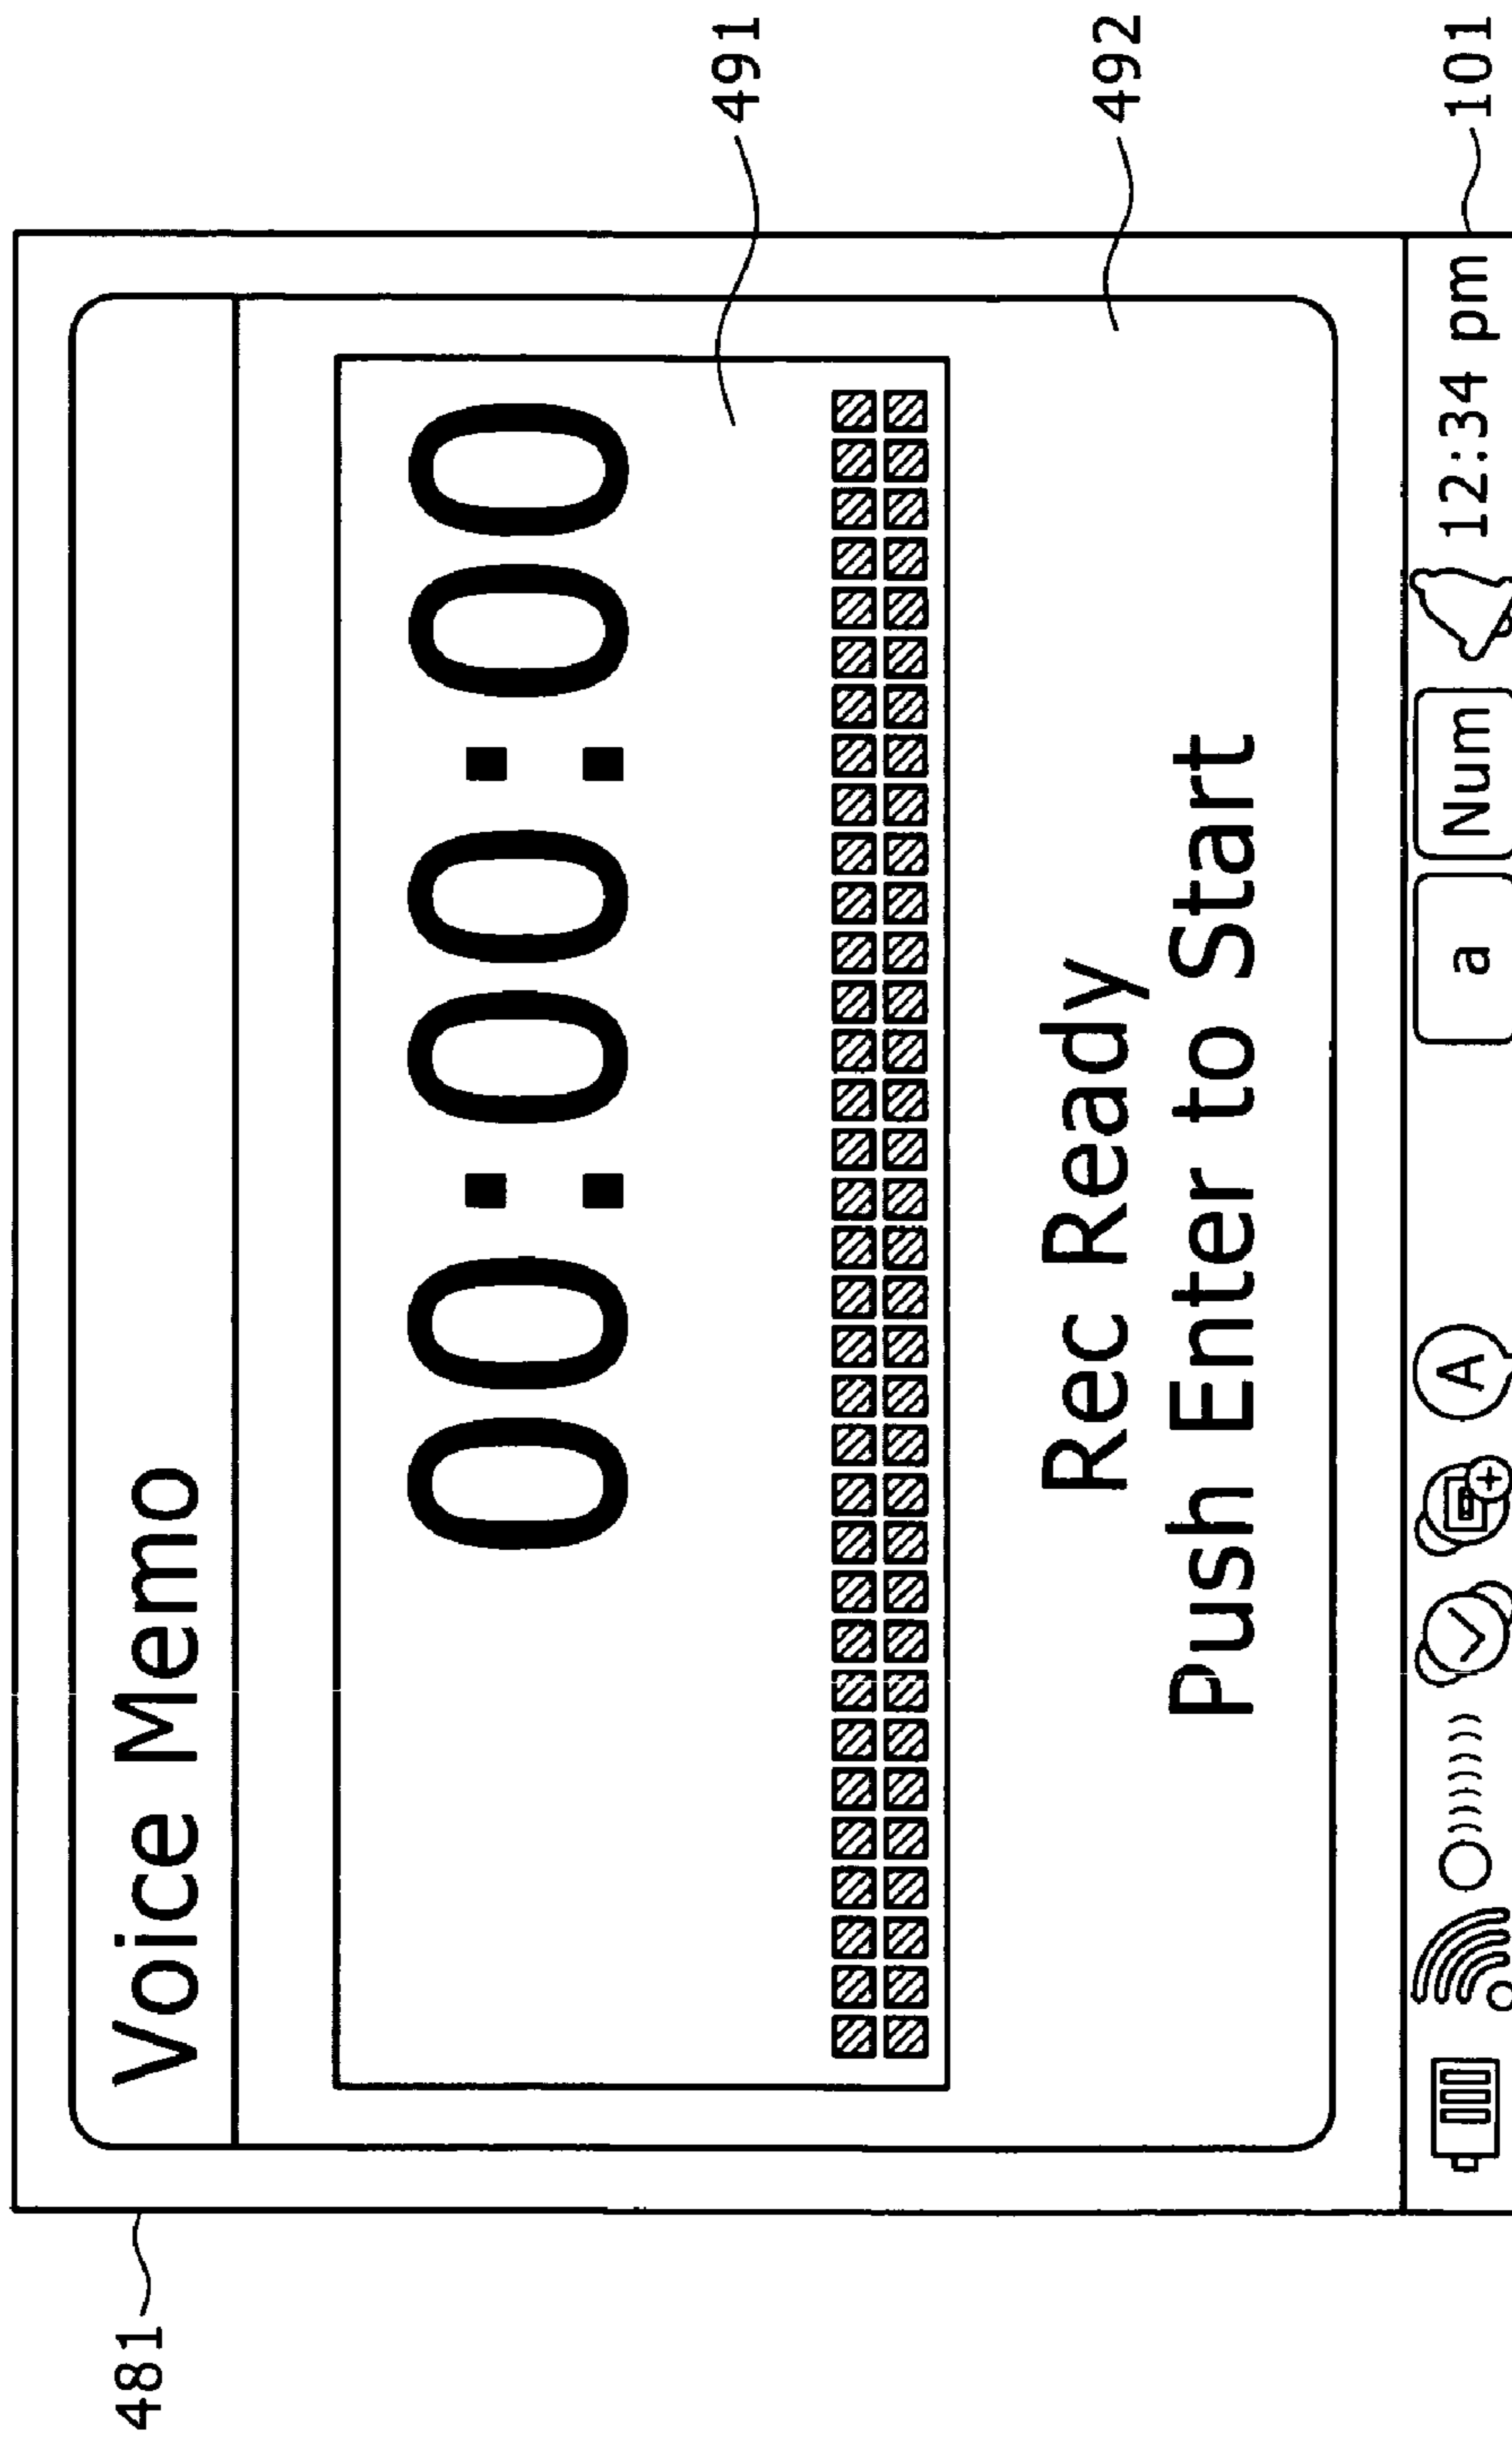 481
Voice Memo
00:00:00
491
Rec Ready
Push Enter to Start
492
A
a
Num
12:34 pm
101